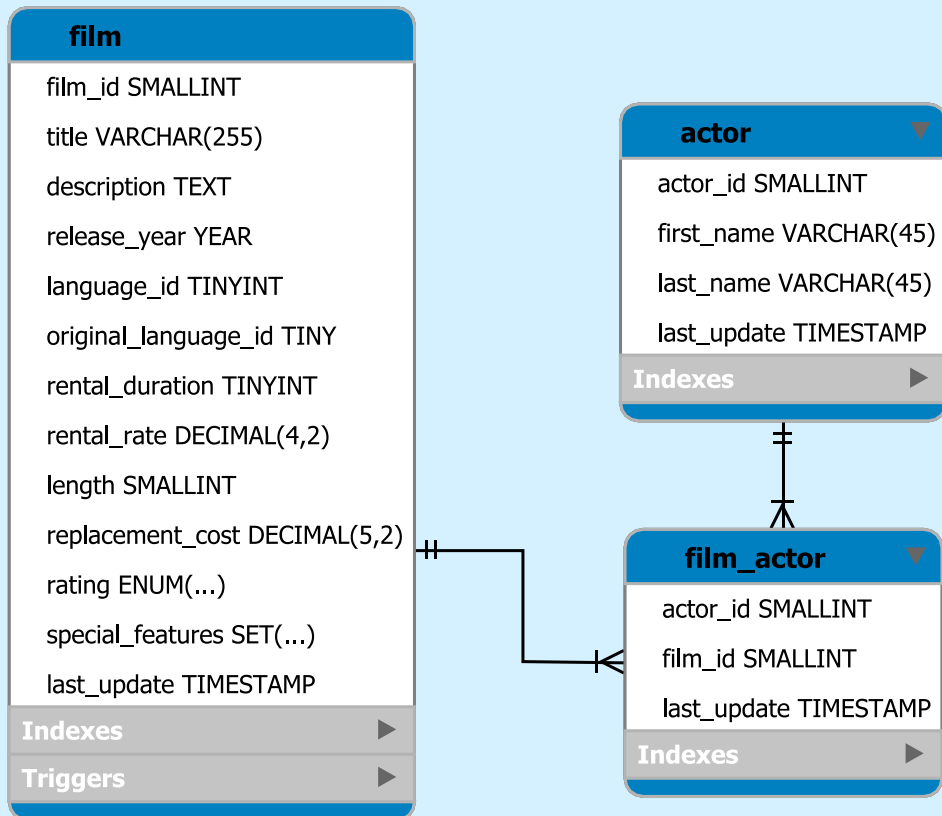 film
film_id SMALLINT
title VARCHAR(255)
description TEXT
release_year YEAR
language_id TINYINT
original_language_id TINY
rental_duration TINYINT
rental_rate DECIMAL(4,2)
length SMALLINT
replacement_cost DECIMAL(5,2)
rating ENUM(...)
special_features SET(...)
last_update TIMESTAMP
Indexes
Triggers
actor
actor_id SMALLINT
first_name VARCHAR(45)
last_name VARCHAR(45)
last_update TIMESTAMP
Indexes
film_actor
actor_id SMALLINT
film_id SMALLINT
last_update TIMESTAMP
Indexes